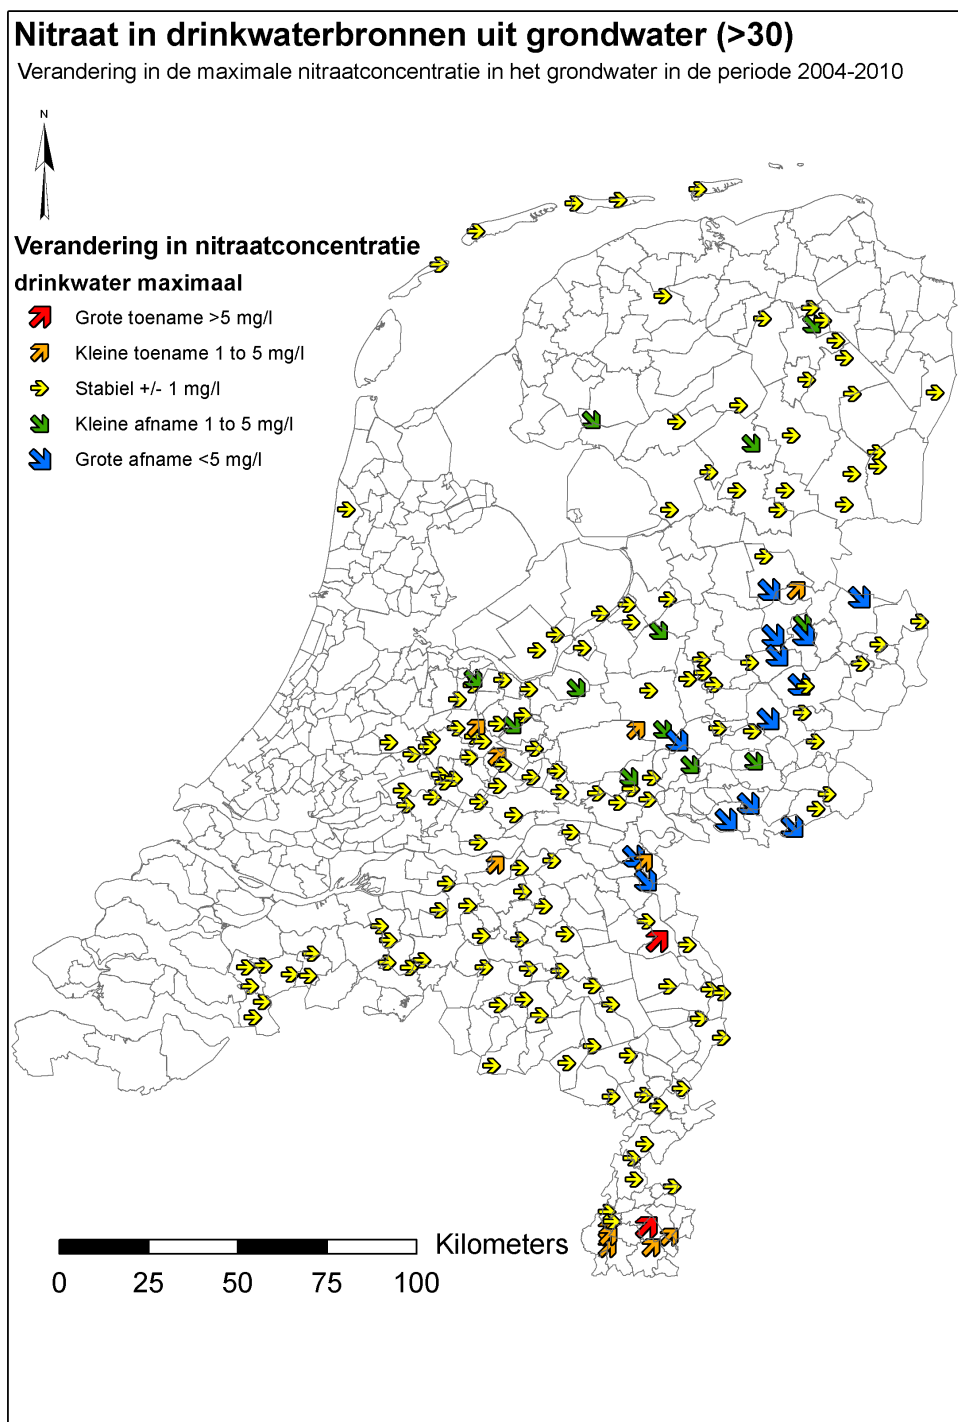 Nitraat in drinkwaterbronnen uit grondwater (>30)
Verandering in de maximale nitraatconcentratie in het grondwater in de periode 2004-2010
N
Verandering in nitraatconcentratie
drinkwater maximaal
Grote toename >5 mg/l
Kleine toename 1 to 5 mg/l
Stabiel +/- 1 mg/l
Kleine afname 1 to 5 mg/l
Grote afname <5 mg/l
Kilometers
0 25 50 75 100